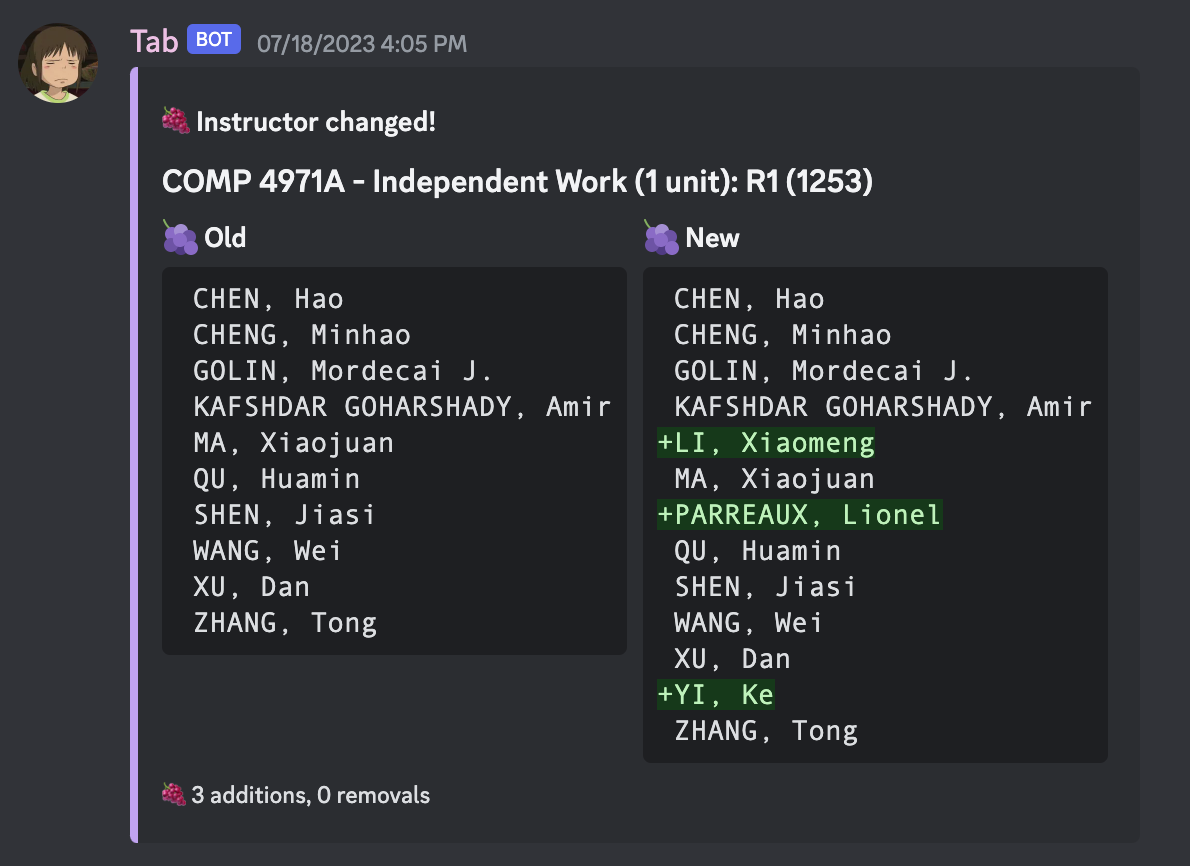 Tab BOT 07/18/2023 4:05 PM
Instructor changed!
COMP 4971A - Independent Work (1 unit): R1 (1253)
Old
CHEN, Hao
CHENG, Minhao
GOLIN, Mordecai J.
KAFSHDAR GOHARSHADY, Amir
MA, Xiaojuan
QU, Huamin
SHEN, Jiasi
WANG, Wei
XU, Dan
ZHANG, Tong
New
CHEN, Hao
CHENG, Minhao
GOLIN, Mordecai J.
KAFSHDAR GOHARSHADY, Amir
+LI, Xiaomeng
MA, Xiaojuan
+PARREAUX, Lionel
QU, Huamin
SHEN, Jiasi
WANG, Wei
XU, Dan
+YI, Ke
ZHANG, Tong
3 additions, 0 removals